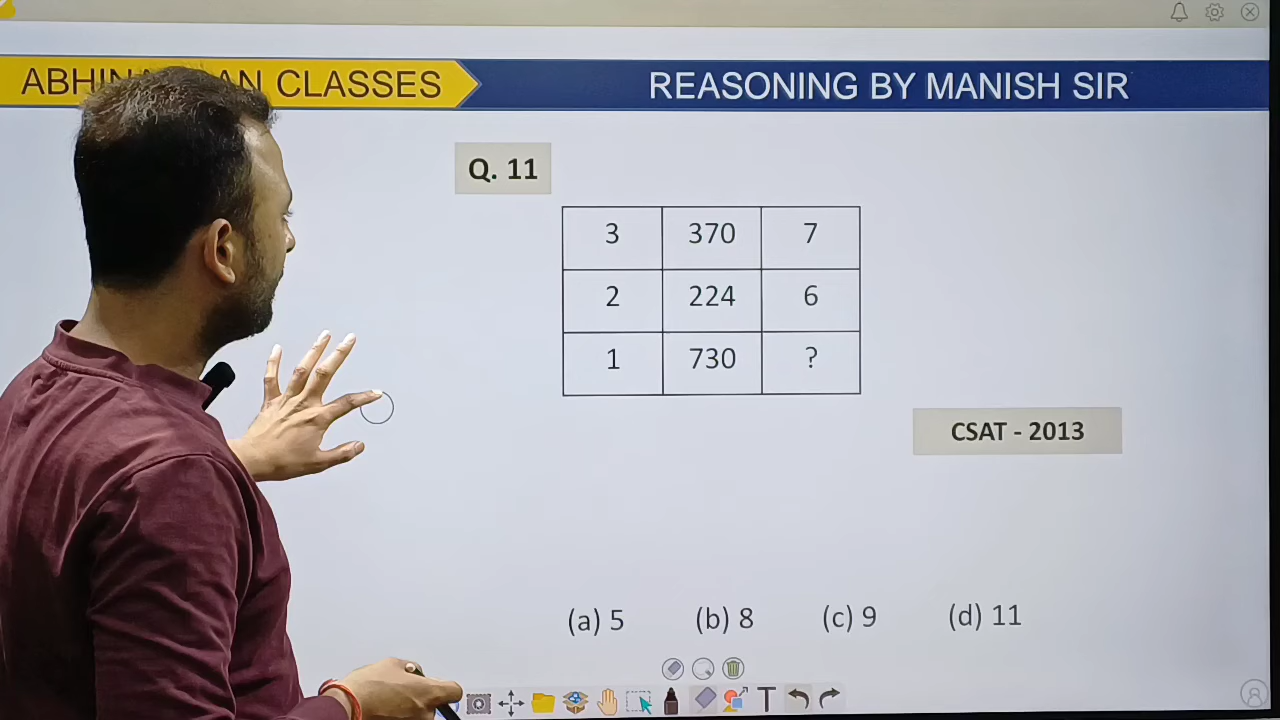 ABHIN AN CLASSES
REASONING BY MANISH SIR
Q. 11
3 370 7
2 224 6
1 730 ?
CSAT - 2013
(a) 5 (b) 8 (c) 9 (d) 11
T